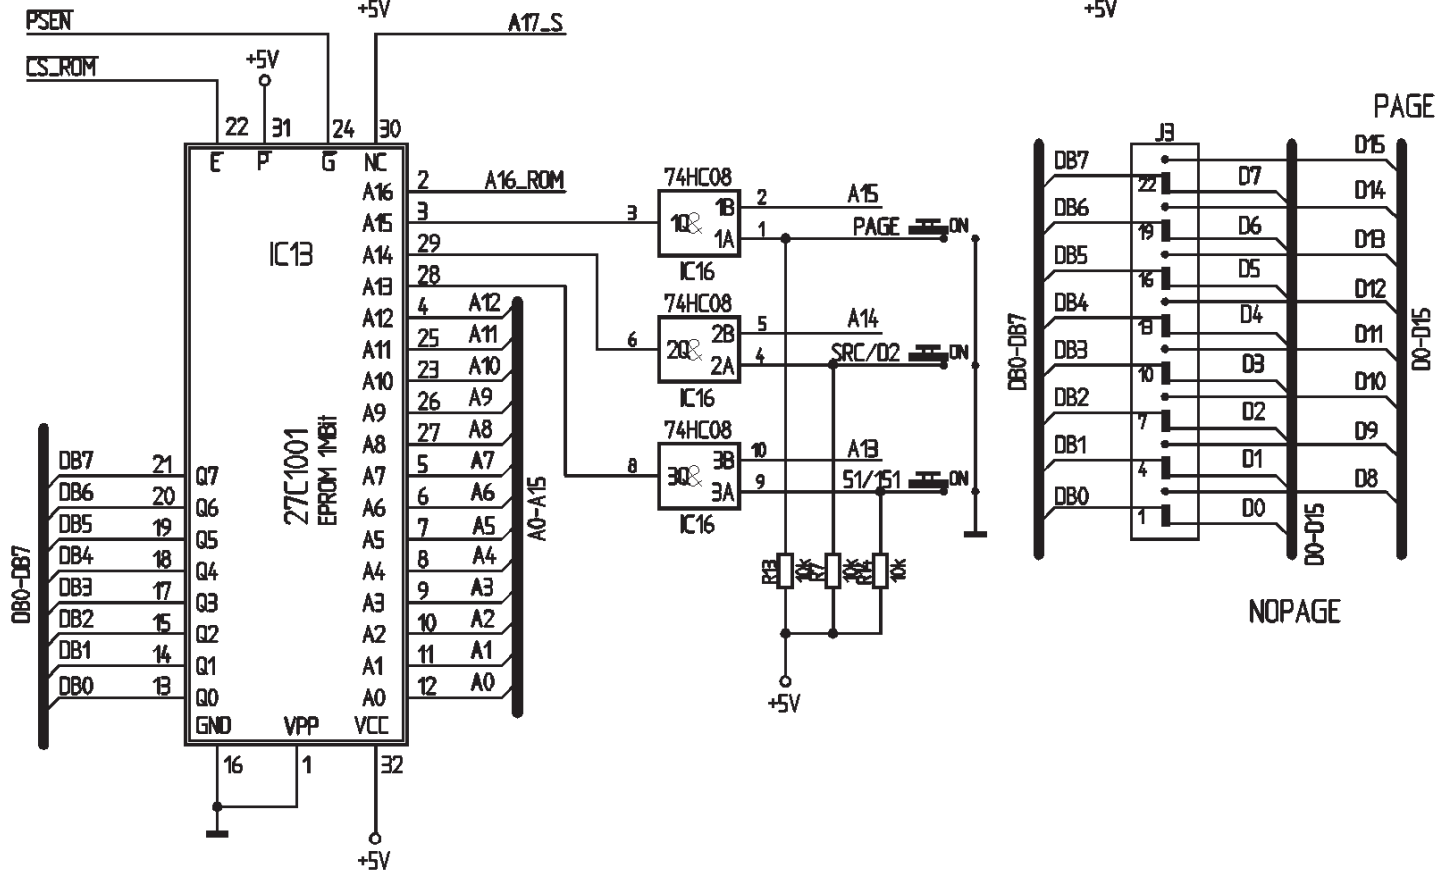 +5V
+5V
PSEN
A17_S
CS_ROM
+5V
22
31
24
30
E
P
G
NC
A16
2
A16_ROM
A15
3
A14
29
A13
28
A12
4
A12
A11
25
A11
A10
23
A10
A9
26
A9
A8
27
A8
A7
5
A7
A6
6
A6
A5
7
A5
A4
8
A4
A3
9
A3
A2
10
A2
A1
11
A1
A0
12
A0
IC13
27C1001
EPROM 1MBit
A0-A15
DB0-DB7
DB7
21
Q7
DB6
20
Q6
DB5
19
Q5
DB4
18
Q4
DB3
17
Q3
DB2
15
Q2
DB1
14
Q1
DB0
13
Q0
GND
VPP
VCC
16
1
32
+5V
74HC08
3
1Q
&
1B
1A
2
A15
1
PAGE
ON
IC16
74HC08
6
2Q
&
2B
2A
5
A14
4
SRC/D2
ON
IC16
74HC08
8
3Q
&
3B
3A
10
A13
9
S1/1S1
ON
IC16
R13
10k
R7
10k
R14
10k
+5V
PAGE
J3
DB0-DB7
DB7
22
D7
D15
DB6
19
D6
D14
DB5
16
D5
D13
DB4
13
D4
D12
DB3
10
D3
D11
DB2
7
D2
D10
DB1
4
D1
D9
DB0
1
D0
D8
D0-D15
D0-D15
NOPAGE